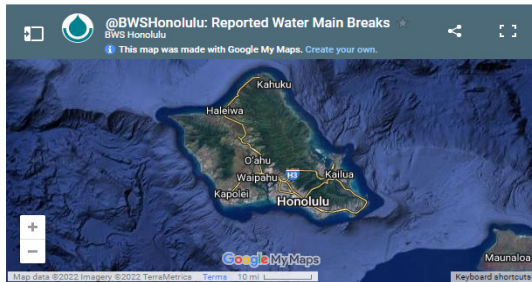 @BWSHonolulu: Reported Water Main Breaks
BWS Honolulu
This map was made with Google My Maps. Create your own.
Kahuku
Haleiwa
O'ahu
H3
Waipahu
Kailua
Kapolei
Honolulu
+
−
Google My Maps
Maunaloa
Map data ©2022 Imagery ©2022 TerraMetrics Terms 10 mi Keyboard shortcuts